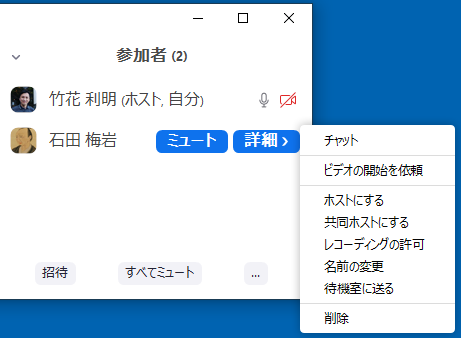 参加者 (2)
竹花 利明 (ホスト, 自分)
石田 梅岩 ミュート 詳細 ›
チャット
ビデオの開始を依頼
ホストにする
共同ホストにする
レコーディングの許可
名前の変更
待機室に送る
削除
招待 すべてミュート ...